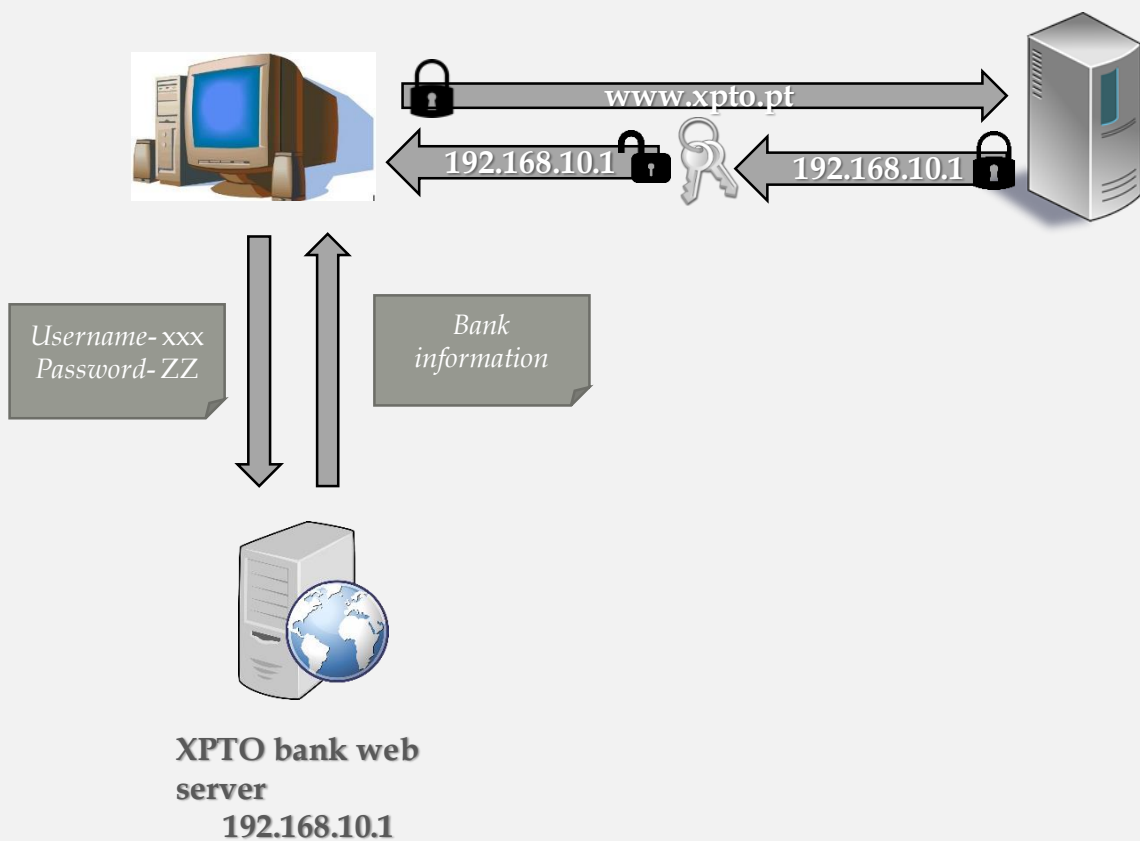 www.xpto.pt
192.168.10.1
192.168.10.1
Username- xxx
Password- ZZ
Bank
information
XPTO bank web
server
192.168.10.1